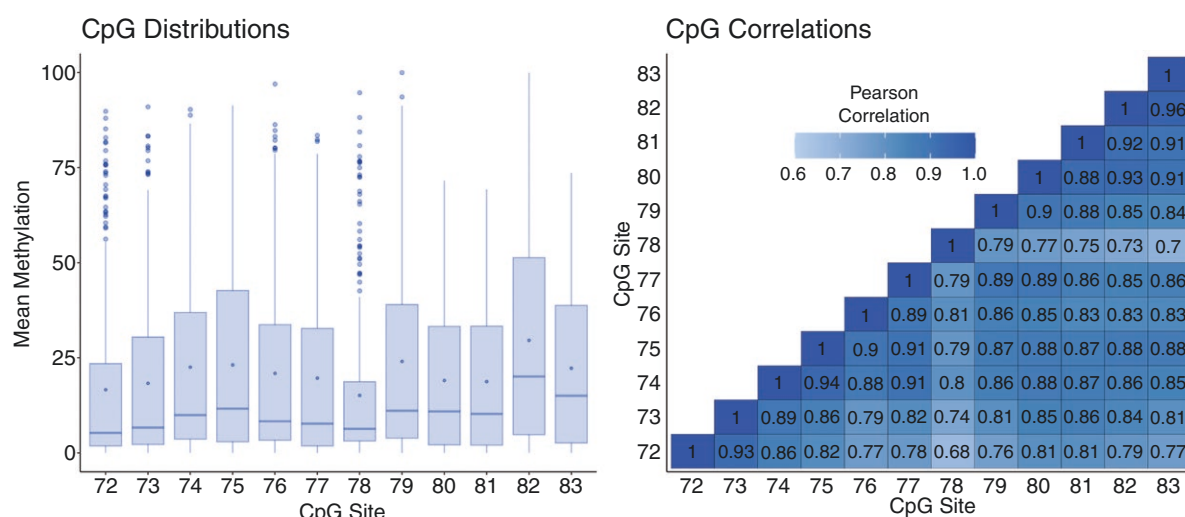 CpG Distributions
100
75
50
25
0
Mean Methylation
72 73 74 75 76 77 78 79 80 81 82 83
CpG Site
CpG Correlations
Pearson
Correlation
0.6 0.7 0.8 0.9 1.0
CpG Site
83 1
82 1 0.96
81 1 0.92 0.91
80 1 0.88 0.93 0.91
79 1 0.9 0.88 0.85 0.84
78 1 0.79 0.77 0.75 0.73 0.7
77 1 0.79 0.89 0.89 0.86 0.85 0.86
76 1 0.89 0.81 0.86 0.85 0.83 0.83 0.83
75 1 0.9 0.91 0.79 0.87 0.88 0.87 0.88 0.88
74 1 0.94 0.88 0.91 0.8 0.86 0.88 0.87 0.86 0.85
73 1 0.89 0.86 0.79 0.82 0.74 0.81 0.85 0.86 0.84 0.81
72 1 0.93 0.86 0.82 0.77 0.78 0.68 0.76 0.81 0.81 0.79 0.77
72 73 74 75 76 77 78 79 80 81 82 83
CpG Site